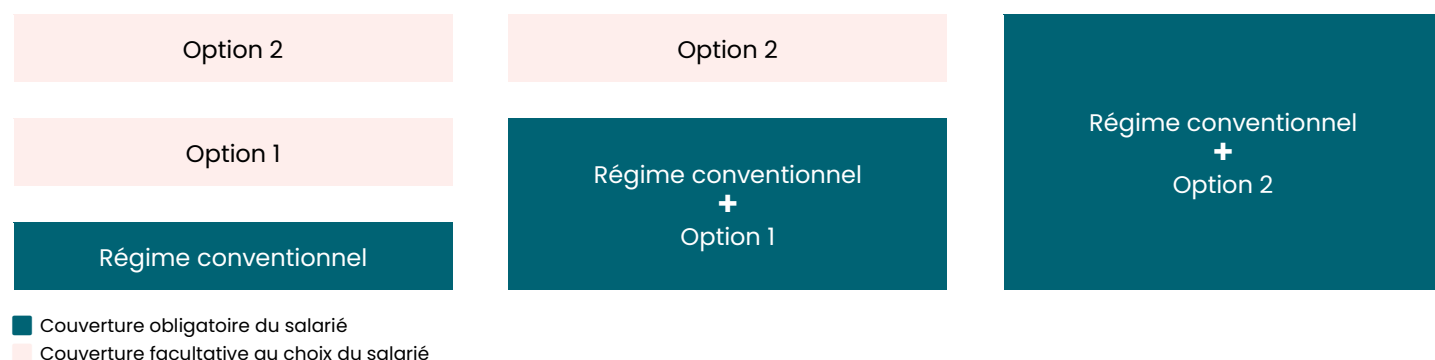 Option 2
Option 1
Régime conventionnel
Option 2
Régime conventionnel
+
Option 1
Régime conventionnel
+
Option 2
Couverture obligatoire du salarié
Couverture facultative au choix du salarié